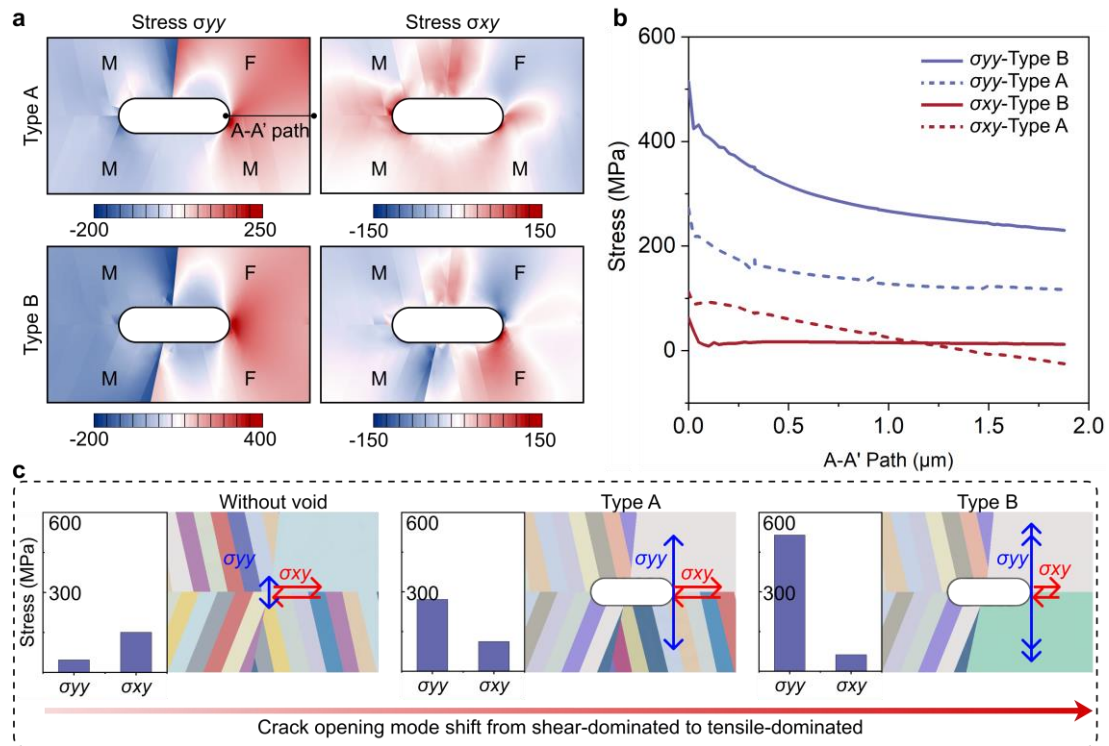 a
Stress σyy
Stress σxy
Type A
M
F
M
M
A-A' path
M
F
M
M
-200
250
-150
150
Type B
M
F
M
F
M
F
M
F
-200
400
-150
150
b
600
400
200
0
Stress (MPa)
σyy-Type B
σyy-Type A
σxy-Type B
σxy-Type A
0.0
0.5
1.0
1.5
2.0
A-A' Path (μm)
c
Without void
Type A
Type B
Stress (MPa)
600
300
σyy
σxy
σyy
σxy
600
300
σyy
σxy
σyy
σxy
600
300
σyy
σxy
σyy
σxy
Crack opening mode shift from shear-dominated to tensile-dominated